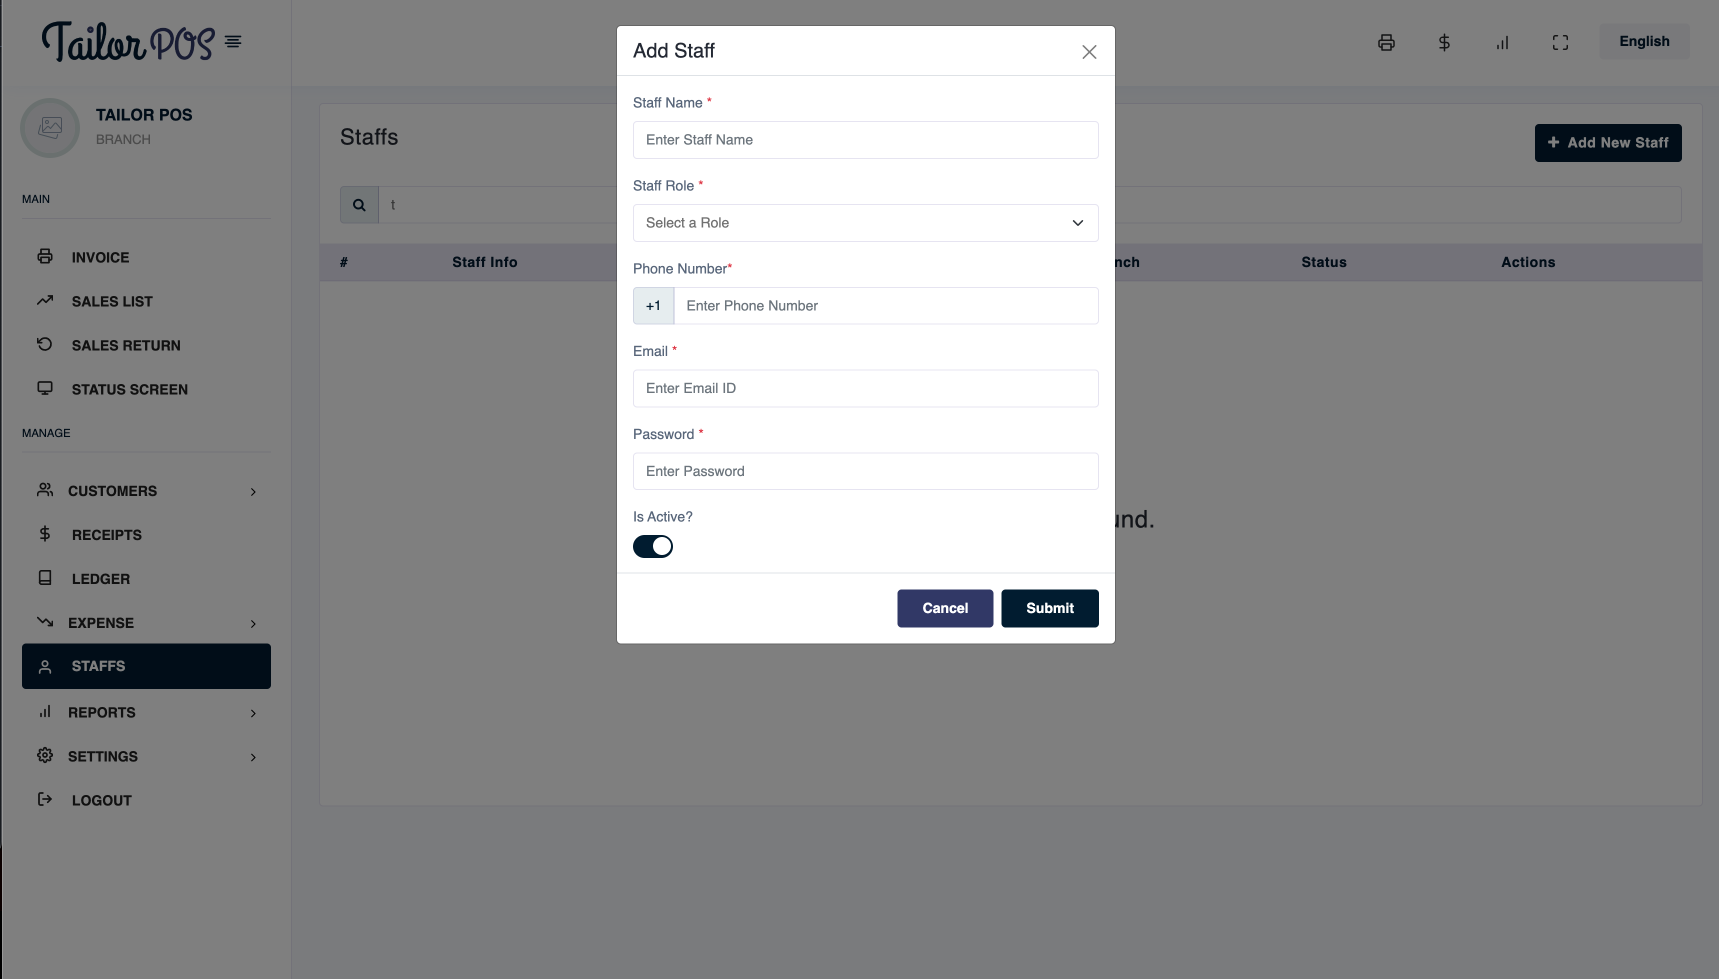 Tailor POS
English
TAILOR POS
BRANCH
MAIN
INVOICE
SALES LIST
SALES RETURN
STATUS SCREEN
MANAGE
CUSTOMERS
RECEIPTS
LEDGER
EXPENSE
STAFFS
REPORTS
SETTINGS
LOGOUT
Staffs
+ Add New Staff
t
# Staff Info nch Status Actions
und.
Add Staff
Staff Name *
Enter Staff Name
Staff Role *
Select a Role
Phone Number*
+1 Enter Phone Number
Email *
Enter Email ID
Password *
Enter Password
Is Active?
Cancel Submit